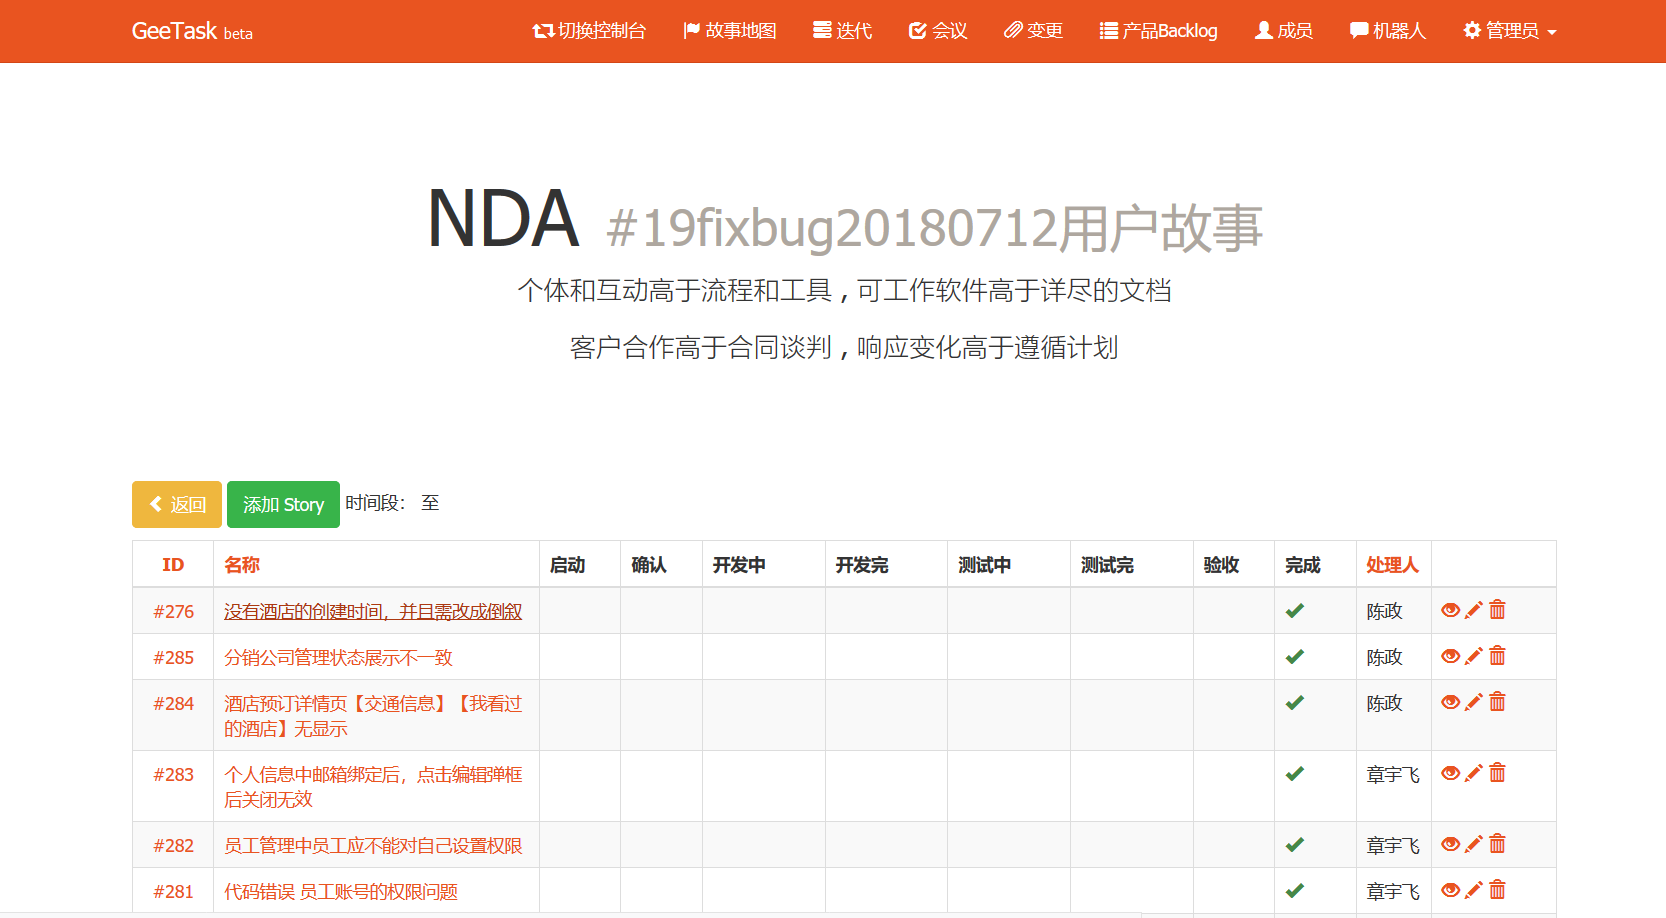 GeeTask beta 切换控制台 故事地图 迭代 会议 变更 产品Backlog 成员 机器人 管理员
NDA #19fixbug20180712用户故事
个体和互动高于流程和工具，可工作软件高于详尽的文档
客户合作高于合同谈判，响应变化高于遵循计划
返回 添加 Story 时间段： 至
ID 名称 启动 确认 开发中 开发完 测试中 测试完 验收 完成 处理人
#276 没有酒店的创建时间，并且需改成倒叙 陈政
#285 分销公司管理状态展示不一致 陈政
#284 酒店预订详情页【交通信息】【我看过 陈政
的酒店】无显示
#283 个人信息中邮箱绑定后，点击编辑弹框 章宇飞
后关闭无效
#282 员工管理中员工应不能对自己设置权限 章宇飞
#281 代码错误 员工账号的权限问题 章宇飞